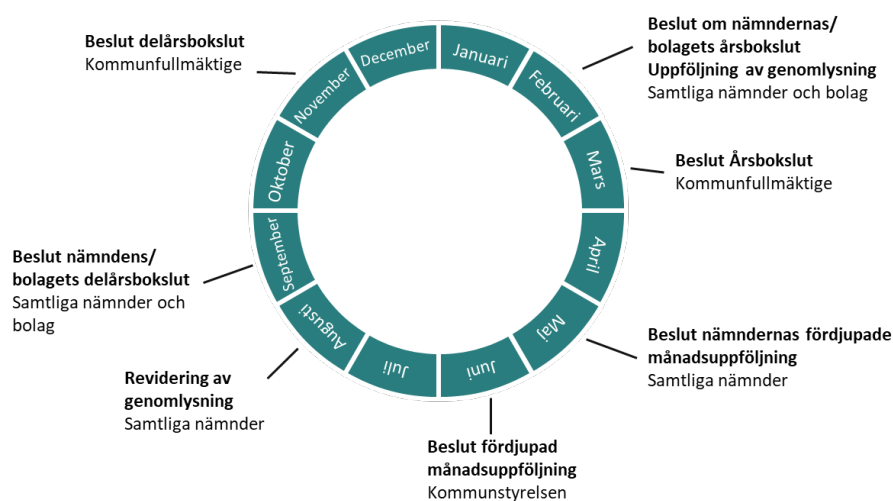 Beslut delårsbokslut
Kommunfullmäktige
Beslut om nämndernas/
bolagets årsbokslut
Uppföljning av genomlysning
Samtliga nämnder och bolag
Beslut Årsbokslut
Kommunfullmäktige
Beslut nämndens/
bolagets delårsbokslut
Samtliga nämnder och
bolag
Beslut nämndernas fördjupade
månadsuppföljning
Samtliga nämnder
Revidering av
genomlysning
Samtliga nämnder
Beslut fördjupad
månadsuppföljning
Kommunstyrelsen
Januari
Februari
Mars
April
Maj
Juni
Juli
Augusti
September
Oktober
November
December